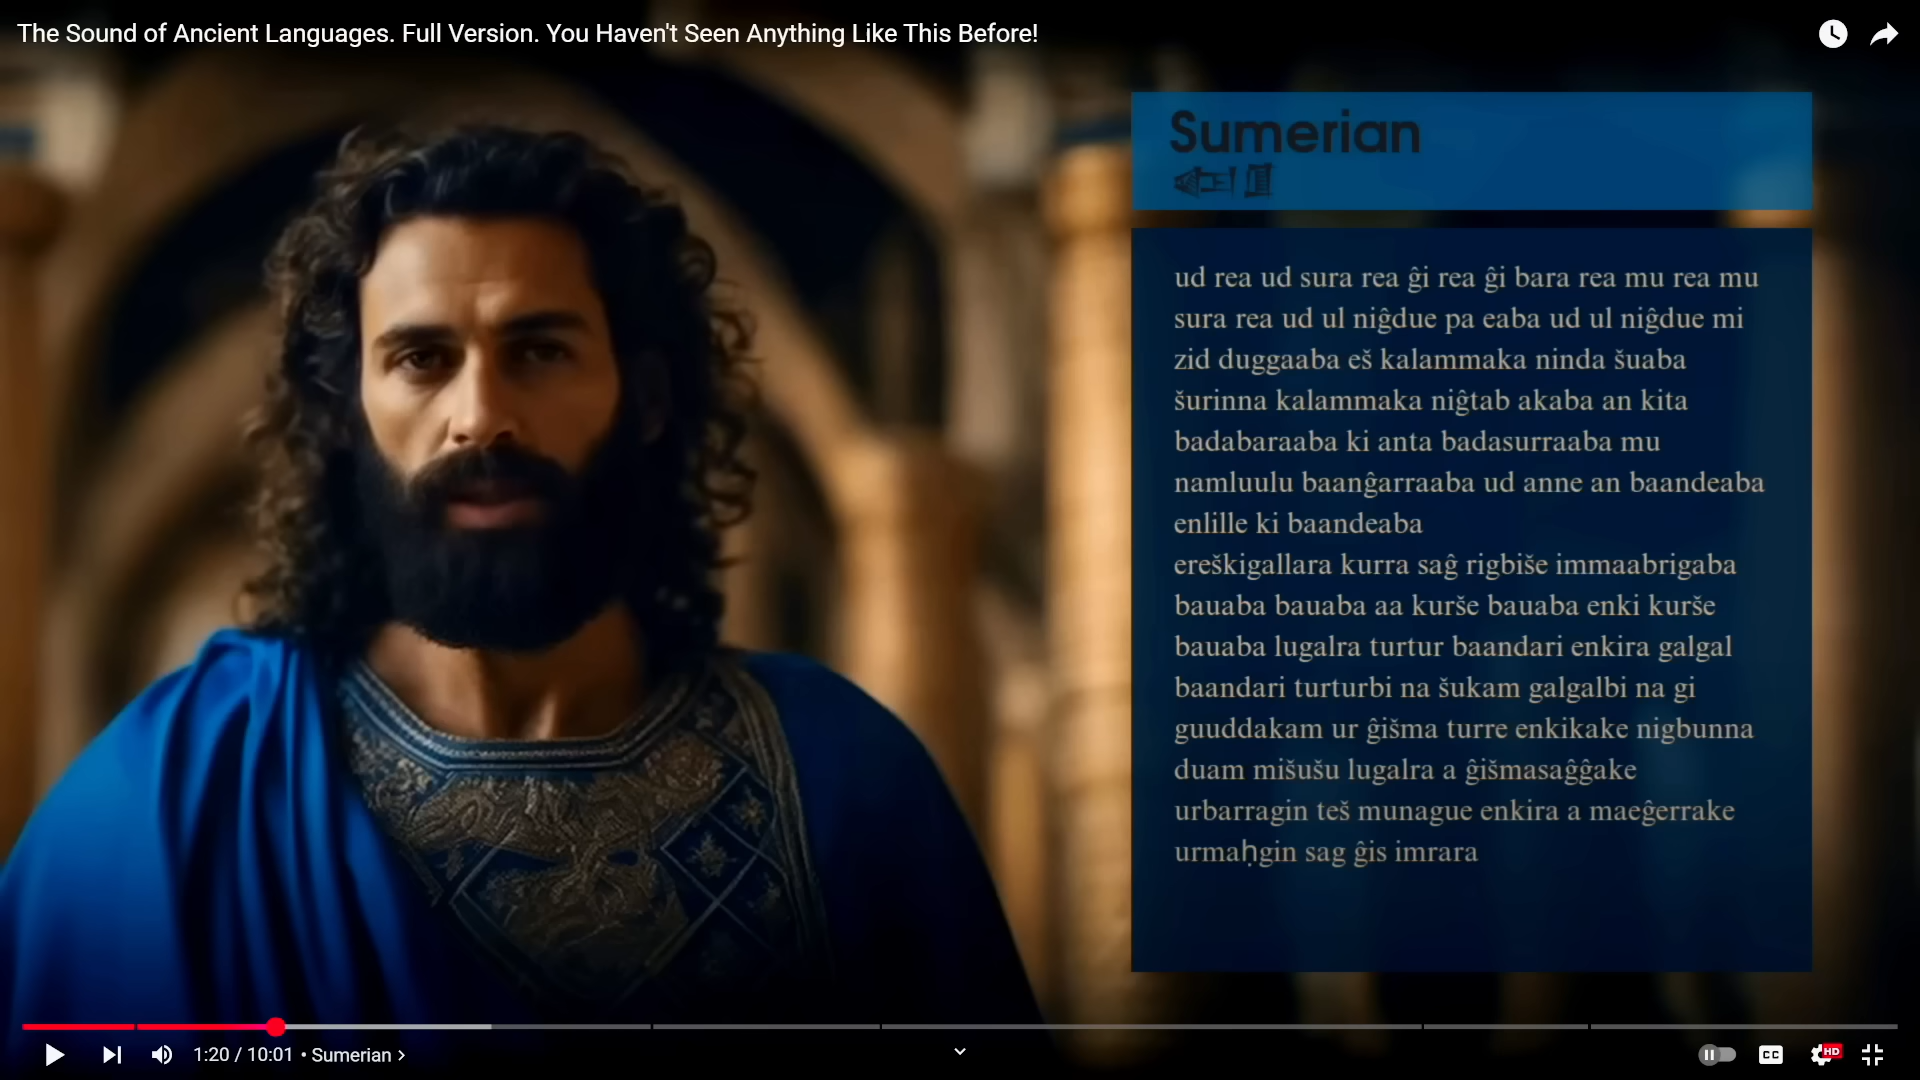 The Sound of Ancient Languages. Full Version. You Haven't Seen Anything Like This Before!
Sumerian
ud rea ud sura rea ĝi rea ĝi bara rea mu rea mu
sura rea ud ul niĝdue pa eaba ud ul niĝdue mi
zid duggaaba eš kalammaka ninda šuaba
šurinna kalammaka niĝtab akaba an kita
badabaraaba ki anta badasurraaba mu
namluulu baanĝarraaba ud anne an baandeaba
enlille ki baandeaba
ereškigallara kurra saĝ rigbiše immaabrigaba
bauaba bauaba aa kurše bauaba enki kurše
bauaba lugalra turtur baandari enkira galgal
baandari turturbi na šukam galgalbi na gi
guuddakam ur ĝišma turre enkikake nigbunna
duam mišušu lugalra a ĝišmasaĝĝake
urbarragin teš munague enkira a maeĝerrake
urmaḥgin sag ĝis imrara
1:20 / 10:01 • Sumerian >
CC
HD